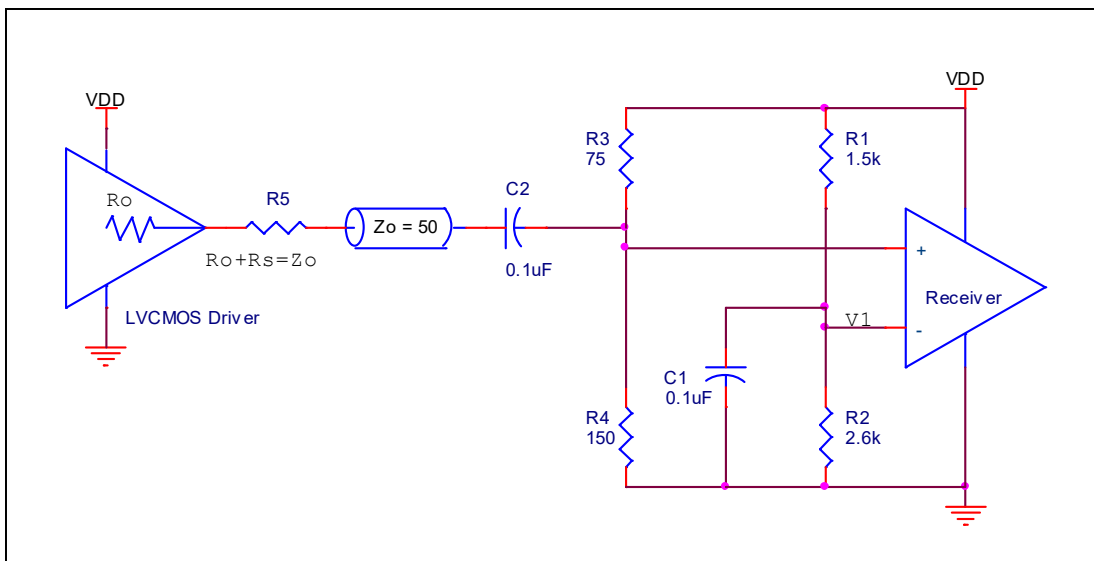 VDD
Ro
R5
Ro+Rs=Zo
LVCMOS Driver
Zo = 50
C2
0.1uF
R3
75
R4
150
VDD
R1
1.5k
C1
0.1uF
V1
R2
2.6k
+
-
Receiver